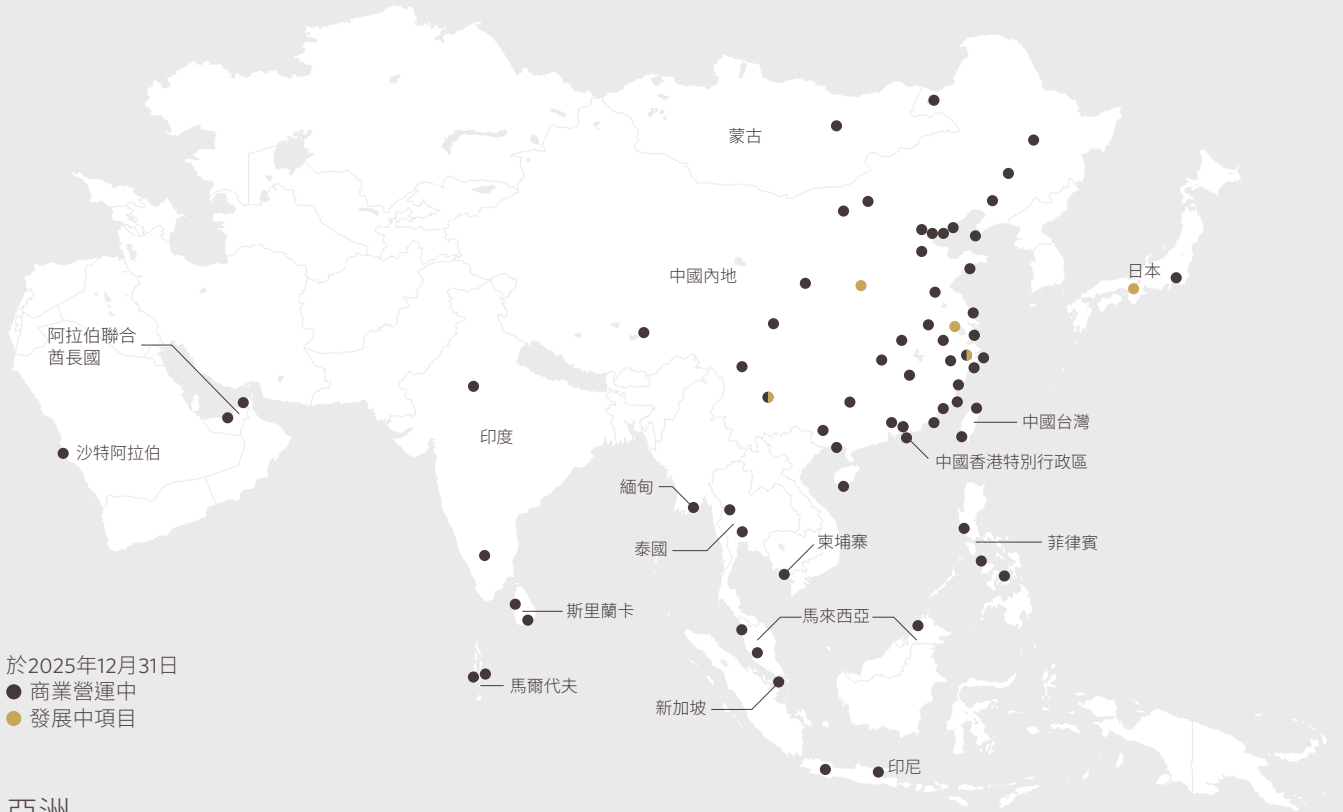 蒙古
中國內地
日本
阿拉伯聯合
酋長國
沙特阿拉伯
印度
中國台灣
中國香港特別行政區
緬甸
泰國
柬埔寨
菲律賓
斯里蘭卡
馬來西亞
馬爾代夫
新加坡
印尼
於2025年12月31日
商業營運中
發展中項目
亞洲